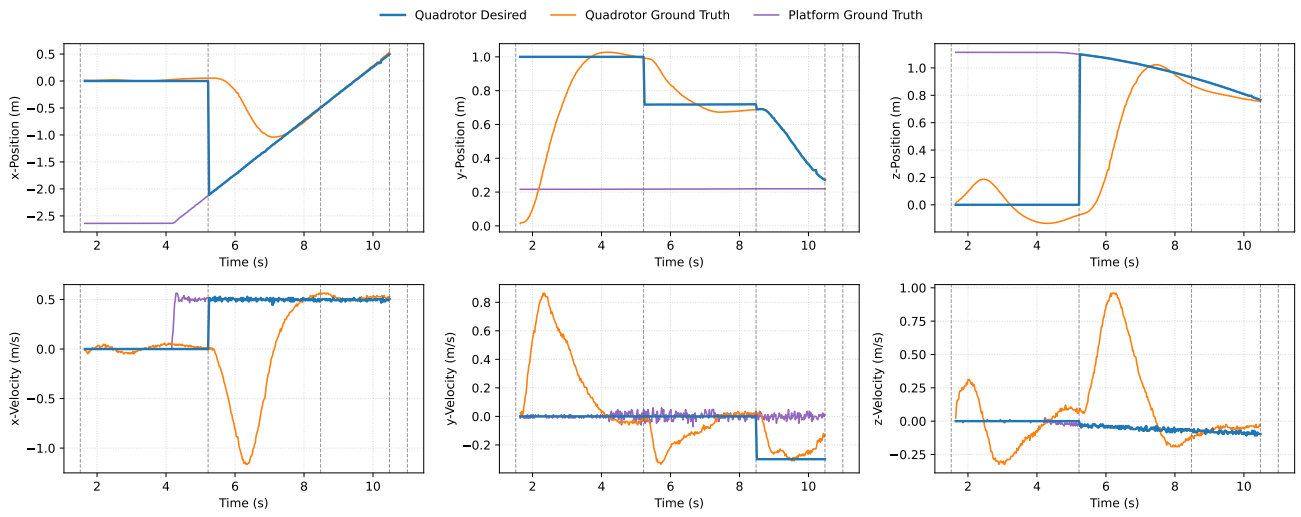 Quadrotor Desired Quadrotor Ground Truth Platform Ground Truth
x-Position (m)
0.5
0.0
−0.5
−1.0
−1.5
−2.0
−2.5
2 4 6 8 10
Time (s)
y-Position (m)
1.0
0.8
0.6
0.4
0.2
0.0
2 4 6 8 10
Time (s)
z-Position (m)
1.0
0.8
0.6
0.4
0.2
0.0
2 4 6 8 10
Time (s)
x-Velocity (m/s)
0.5
0.0
−0.5
−1.0
2 4 6 8 10
Time (s)
y-Velocity (m/s)
0.8
0.6
0.4
0.2
0.0
−0.2
2 4 6 8 10
Time (s)
z-Velocity (m/s)
1.00
0.75
0.50
0.25
0.00
−0.25
2 4 6 8 10
Time (s)